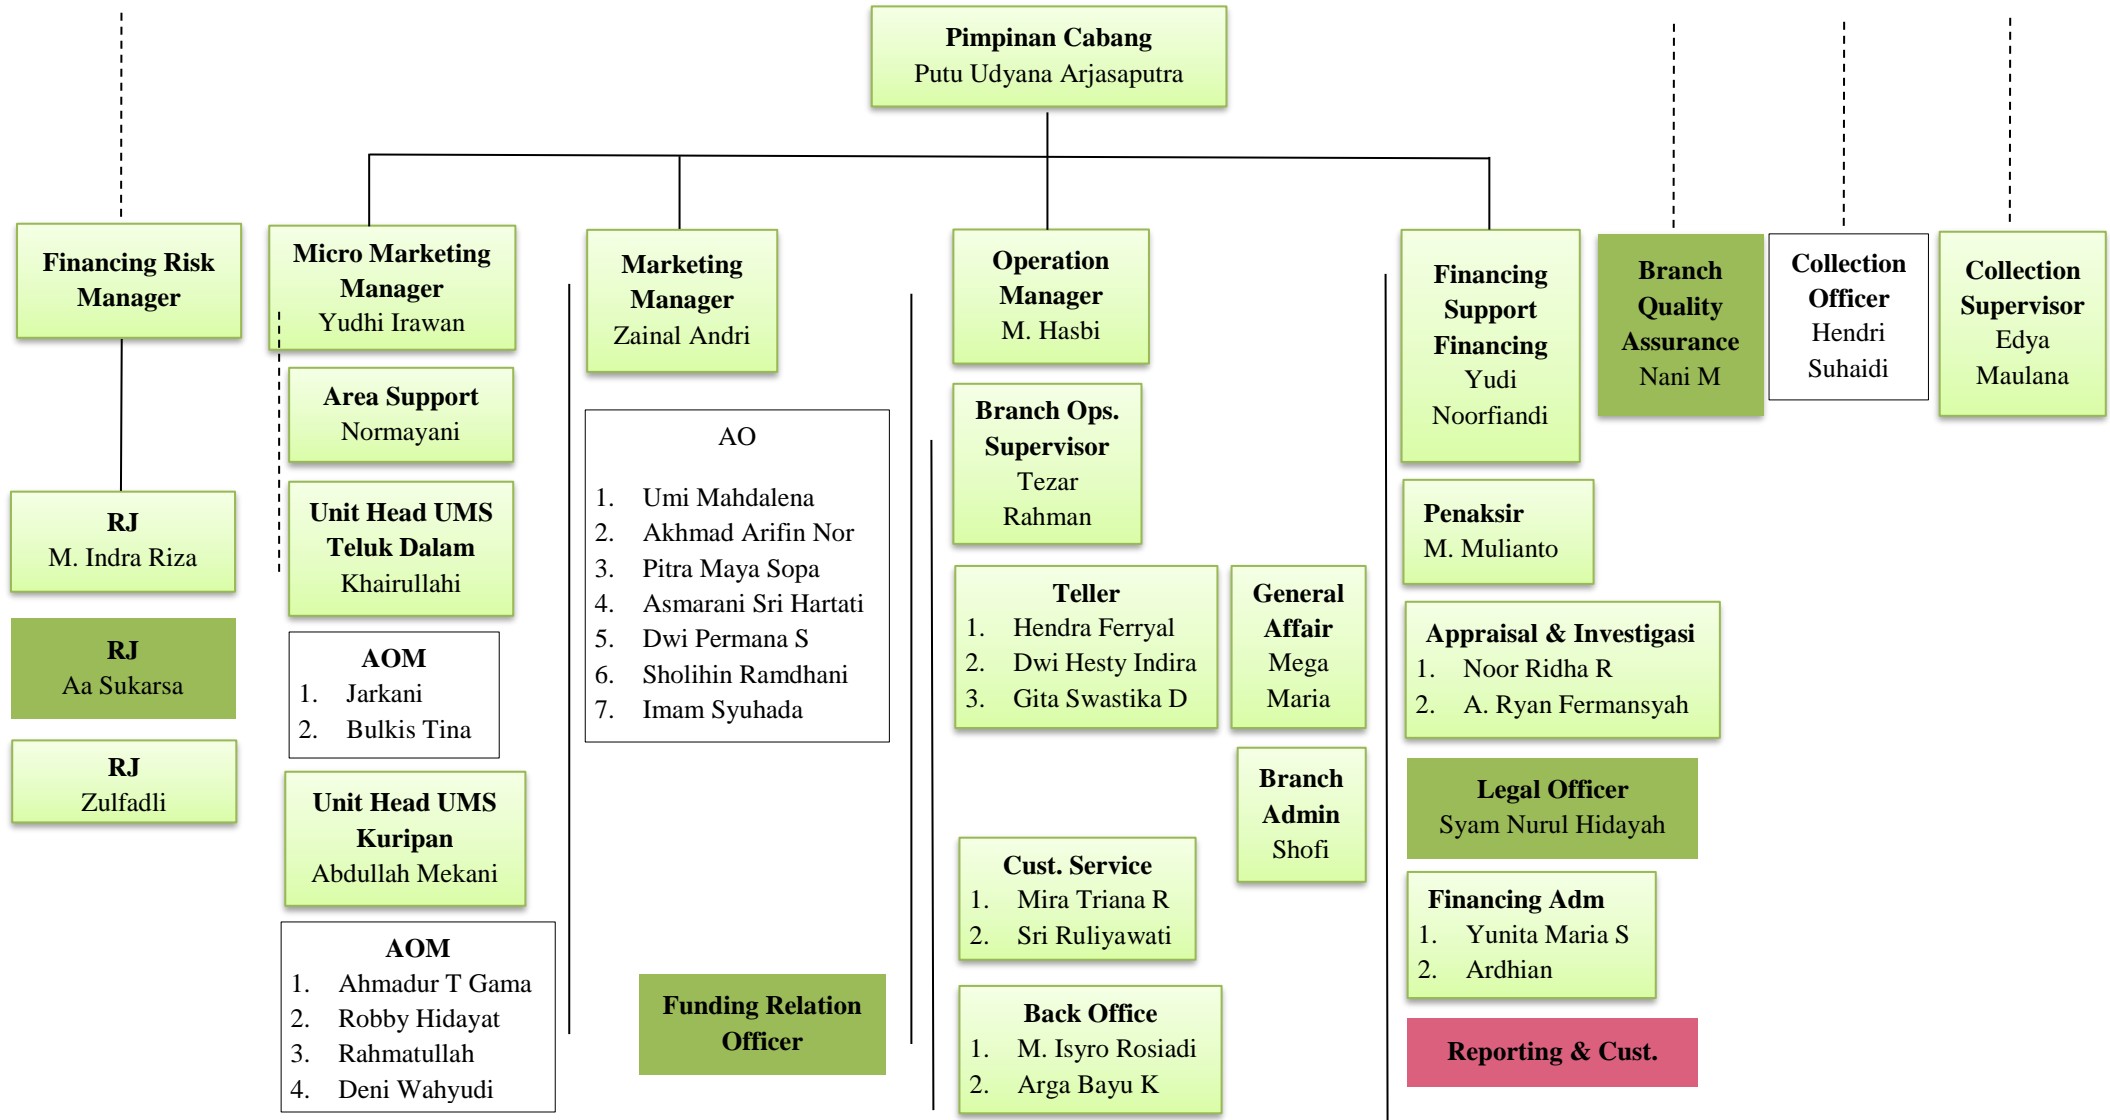 Pimpinan Cabang
Putu Udyana Arjasaputra
Financing Risk
Manager
RJ
M. Indra Riza
RJ
Aa Sukarsa
RJ
Zulfadli
Micro Marketing
Manager
Yudhi Irawan
Area Support
Normayani
Unit Head UMS
Teluk Dalam
Khairullahi
AOM
1. Jarkani
2. Bulkis Tina
Unit Head UMS
Kuripan
Abdullah Mekani
AOM
1. Ahmadur T Gama
2. Robby Hidayat
3. Rahmatullah
4. Deni Wahyudi
Marketing
Manager
Zainal Andri
AO
1. Umi Mahdalena
2. Akhmad Arifin Nor
3. Pitra Maya Sopa
4. Asmarani Sri Hartati
5. Dwi Permana S
6. Sholihin Ramdhani
7. Imam Syuhada
Funding Relation
Officer
Operation
Manager
M. Hasbi
Branch Ops.
Supervisor
Tezar
Rahman
Teller
1. Hendra Ferryal
2. Dwi Hesty Indira
3. Gita Swastika D
General
Affair
Mega
Maria
Branch
Admin
Shofi
Cust. Service
1. Mira Triana R
2. Sri Ruliyawati
Back Office
1. M. Isyro Rosiadi
2. Arga Bayu K
Financing
Support
Financing
Yudi
Noorfiandi
Penaksir
M. Mulianto
Appraisal & Investigasi
1. Noor Ridha R
2. A. Ryan Fermansyah
Legal Officer
Syam Nurul Hidayah
Financing Adm
1. Yunita Maria S
2. Ardhian
Reporting & Cust.
Branch
Quality
Assurance
Nani M
Collection
Officer
Hendri
Suhaidi
Collection
Supervisor
Edya
Maulana